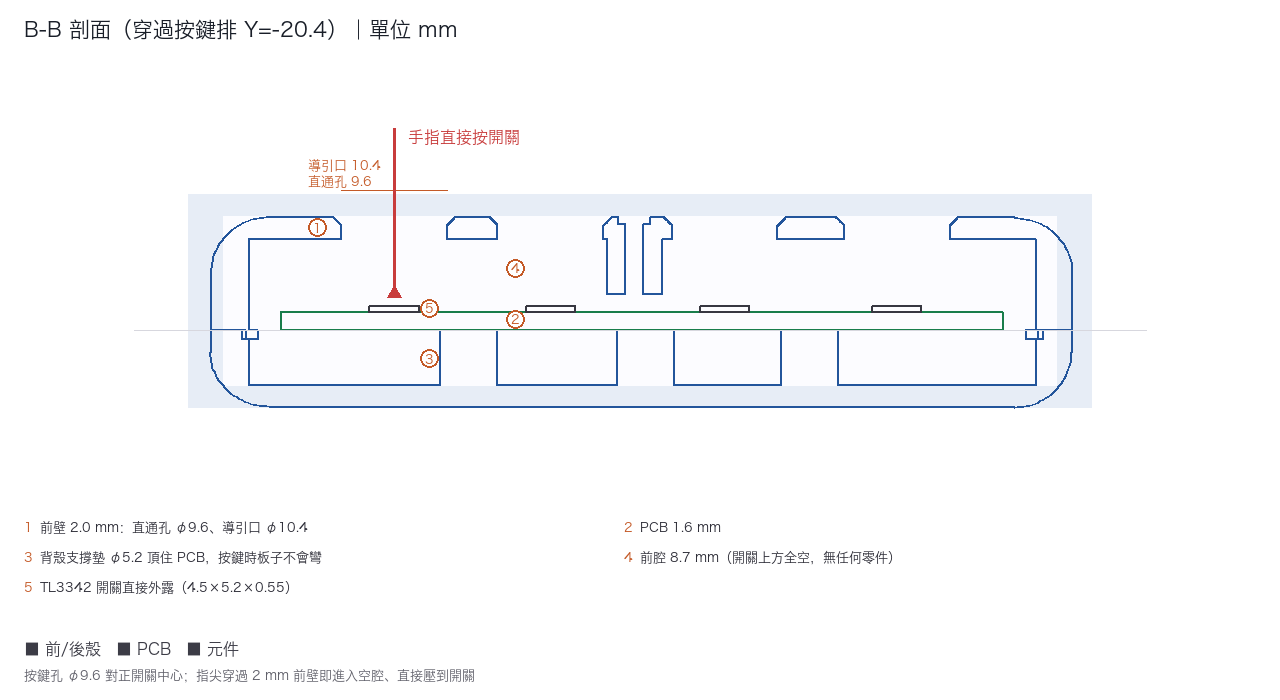 B-B 剖面（穿過按鍵排 Y=-20.4）｜單位 mm
手指直接按開關
導引口 10.4
直通孔 9.6
1
4
5
2
3
1 前壁 2.0 mm：直通孔 φ9.6、導引口 φ10.4
2 PCB 1.6 mm
3 背殼支撐墊 φ5.2 頂住 PCB，按鍵時板子不會彎
4 前腔 8.7 mm（開關上方全空，無任何零件）
5 TL3342 開關直接外露（4.5×5.2×0.55）
■ 前/後殼 ■ PCB ■ 元件
按鍵孔 φ9.6 對正開關中心；指尖穿過 2 mm 前壁即進入空腔、直接壓到開關